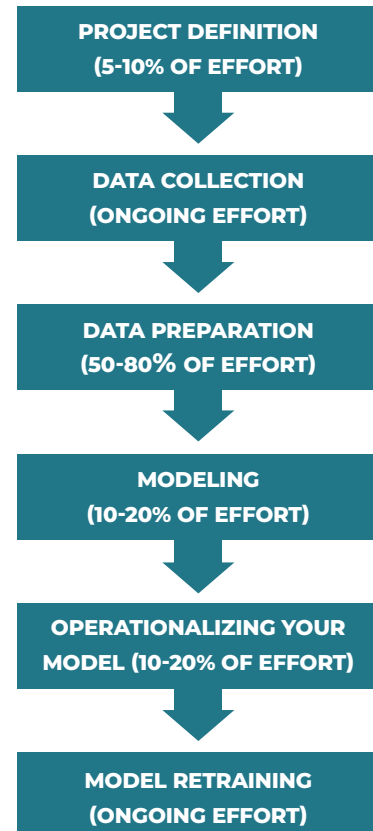 PROJECT DEFINITION
(5-10% OF EFFORT)
DATA COLLECTION
(ONGOING EFFORT)
DATA PREPARATION
(50-80% OF EFFORT)
MODELING
(10-20% OF EFFORT)
OPERATIONALIZING YOUR
MODEL (10-20% OF EFFORT)
MODEL RETRAINING
(ONGOING EFFORT)